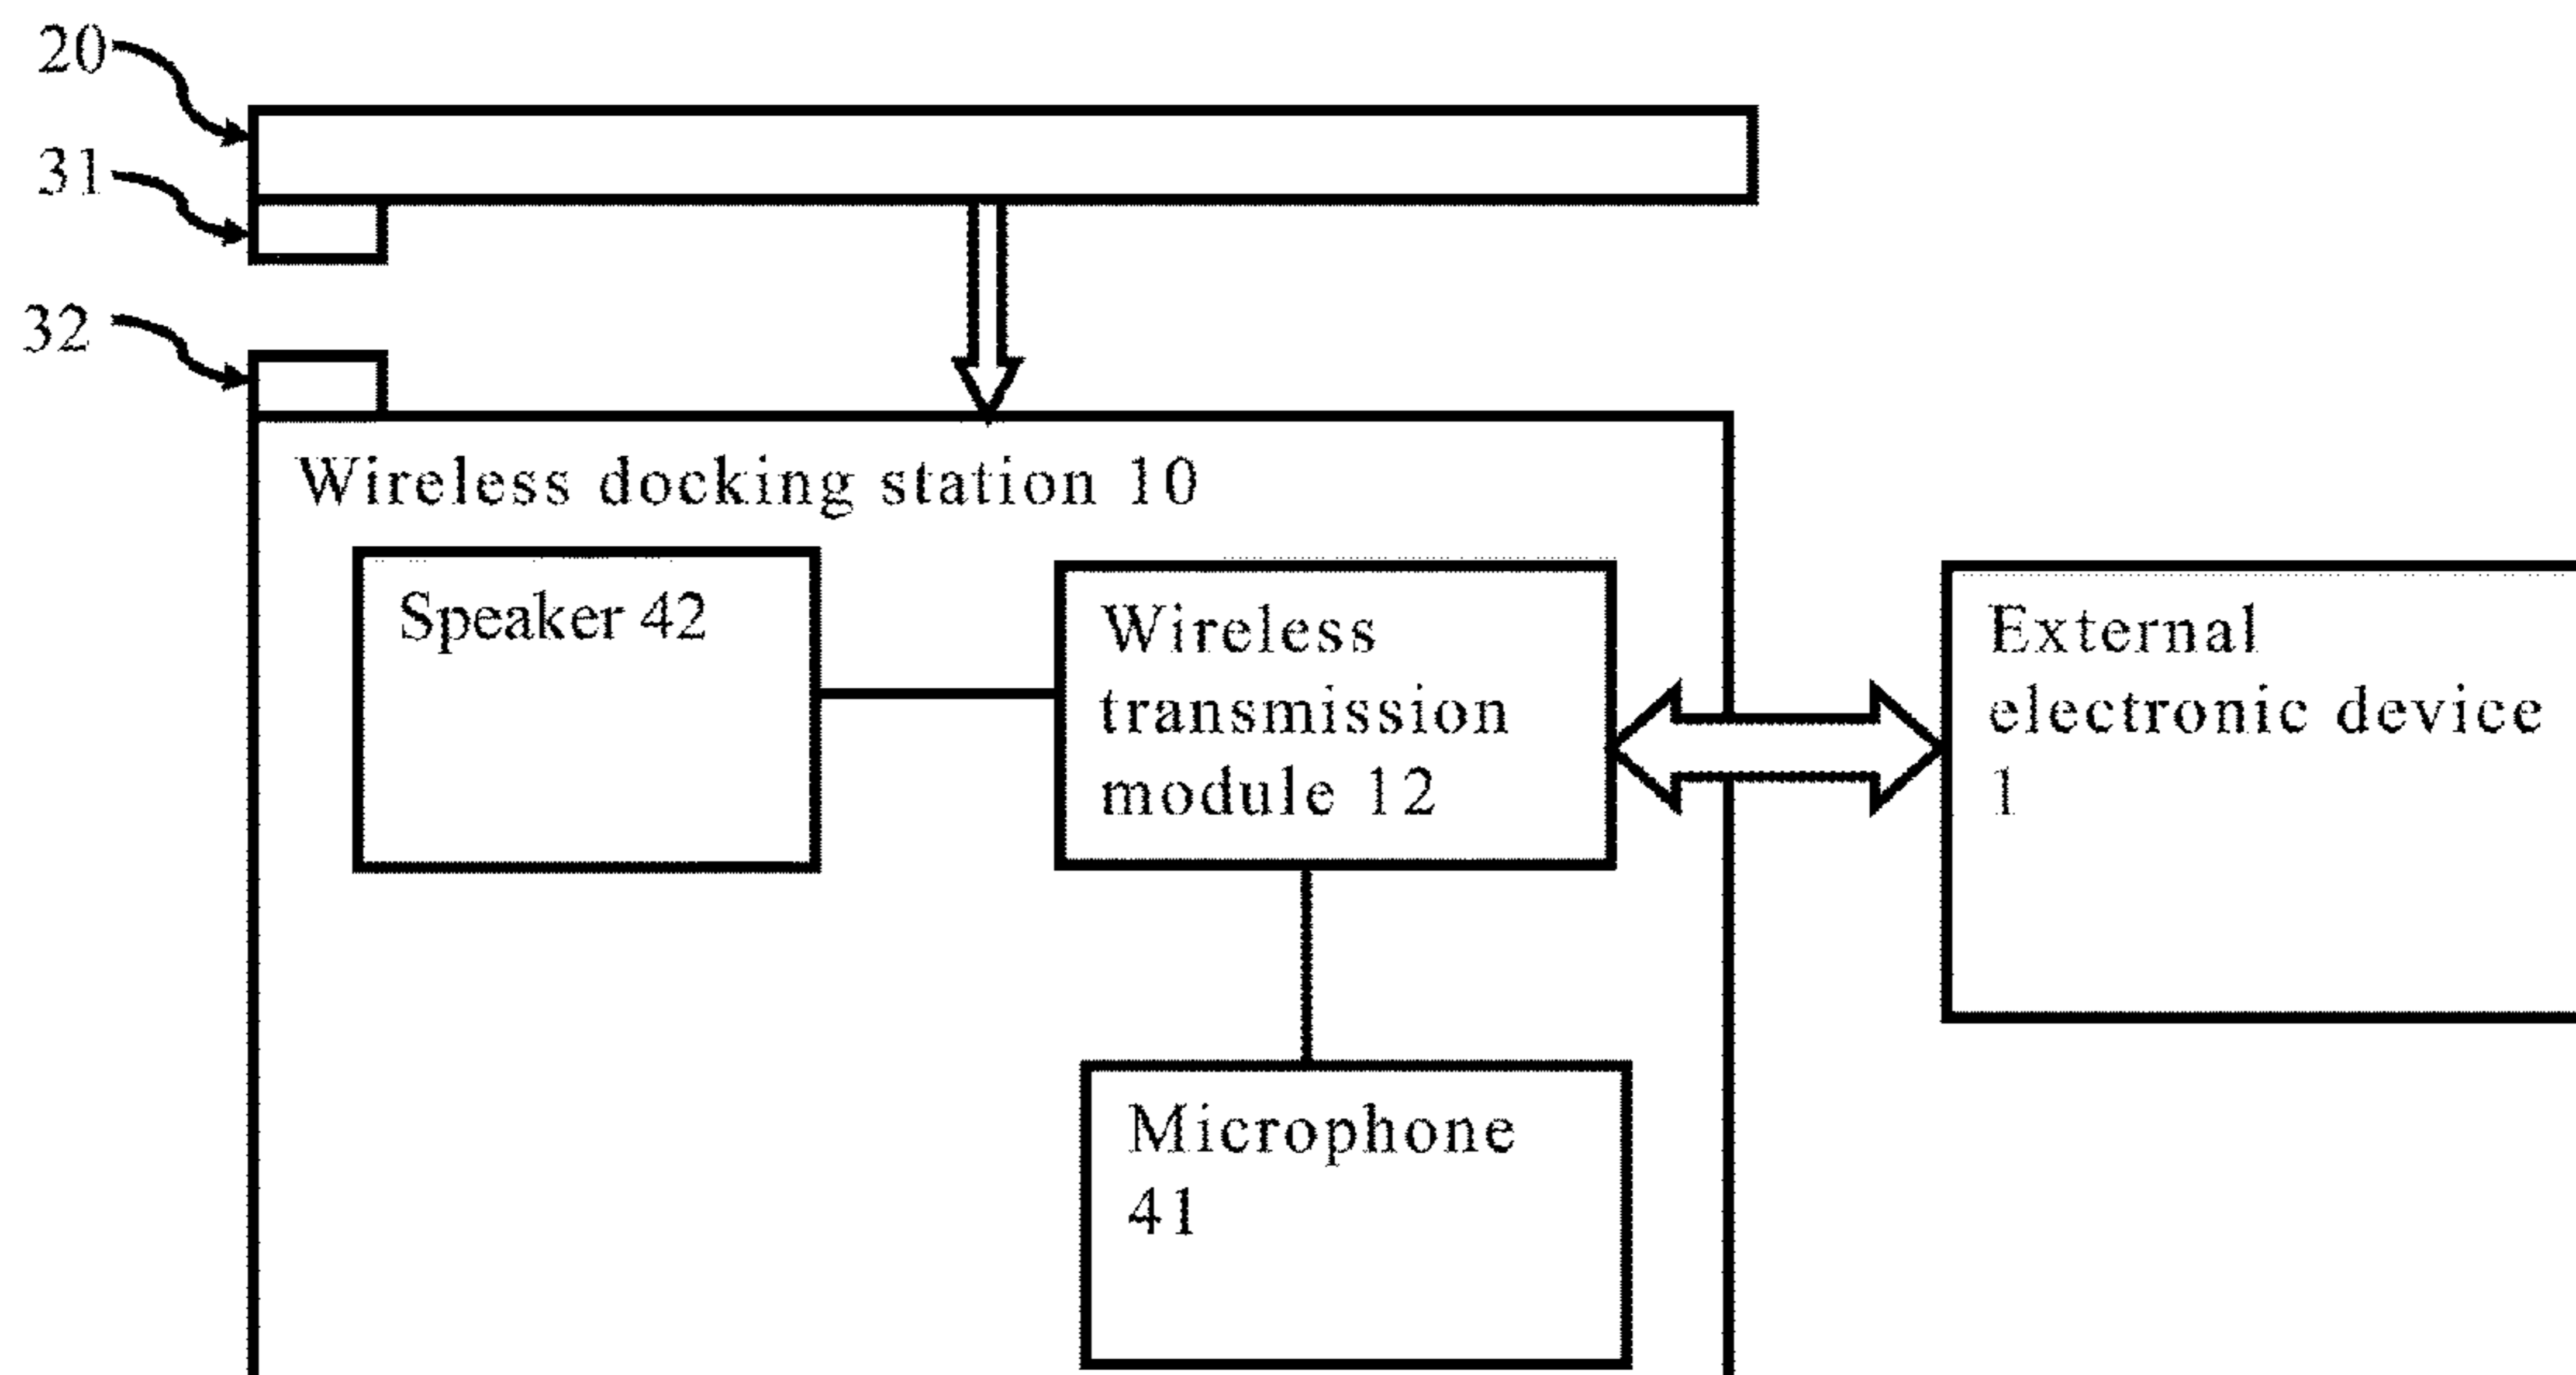 20
31
32
Wireless docking station 10
Speaker 42
Wireless
transmission
module 12
External
electronic device
1
Microphone
41